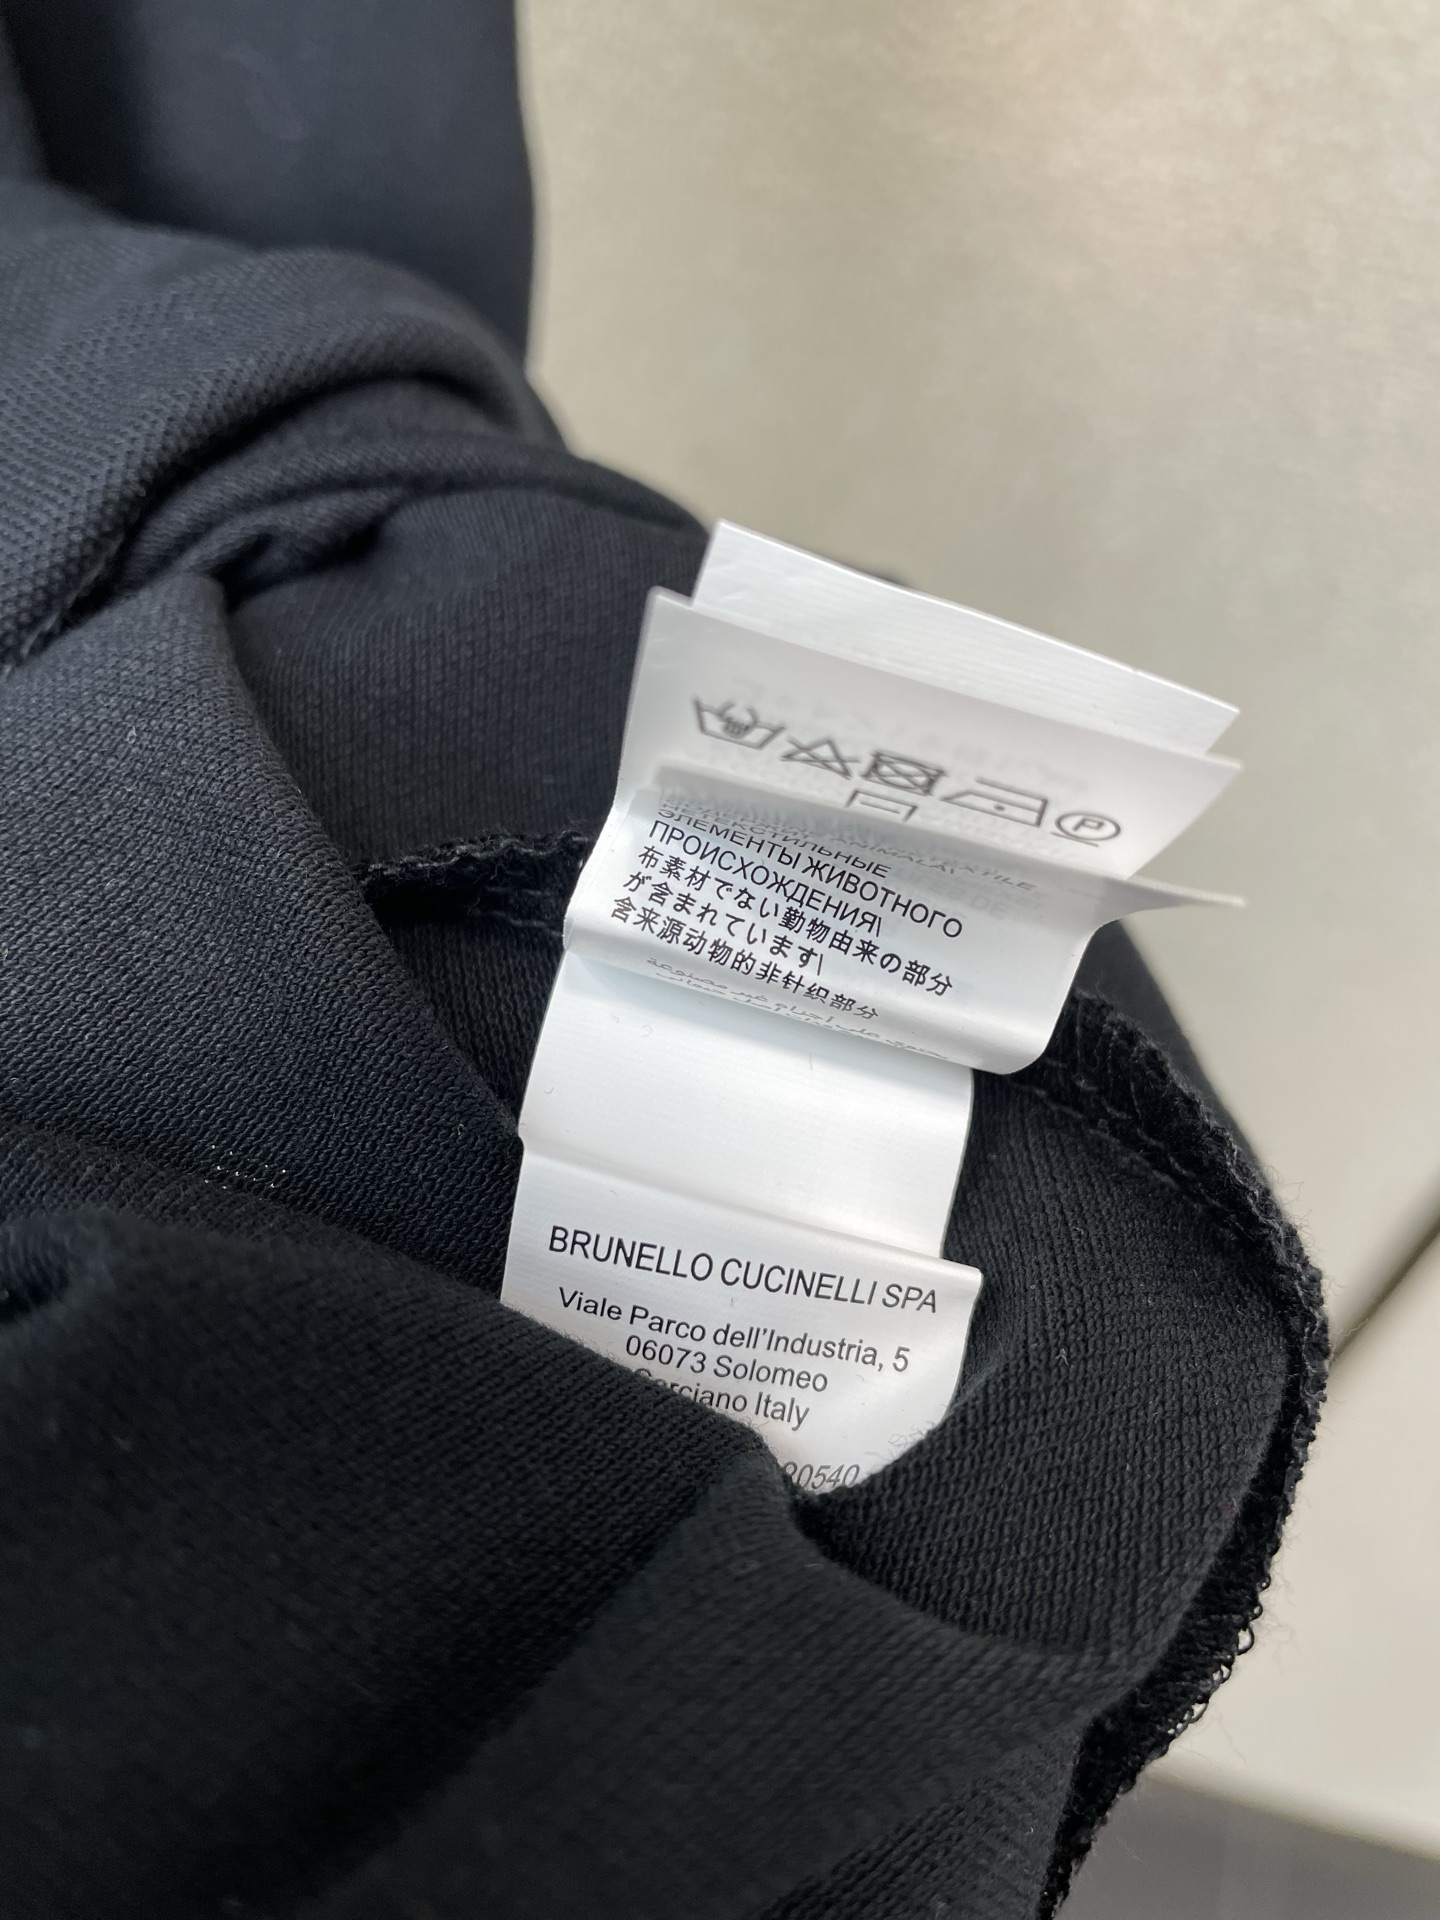 P
НЕТЕКСТИЛЬНЫЕ
ЭЛЕМЕНТЫ ЖИВОТНОГО
ПРОИСХОЖДЕНИЯ\
布素材でない勤物由来の部分
が含まれています\
含来源动物的非针织部分
BRUNELLO CUCINELLI SPA
Viale Parco dell'Industria, 5
06073 Solomeo
Italy